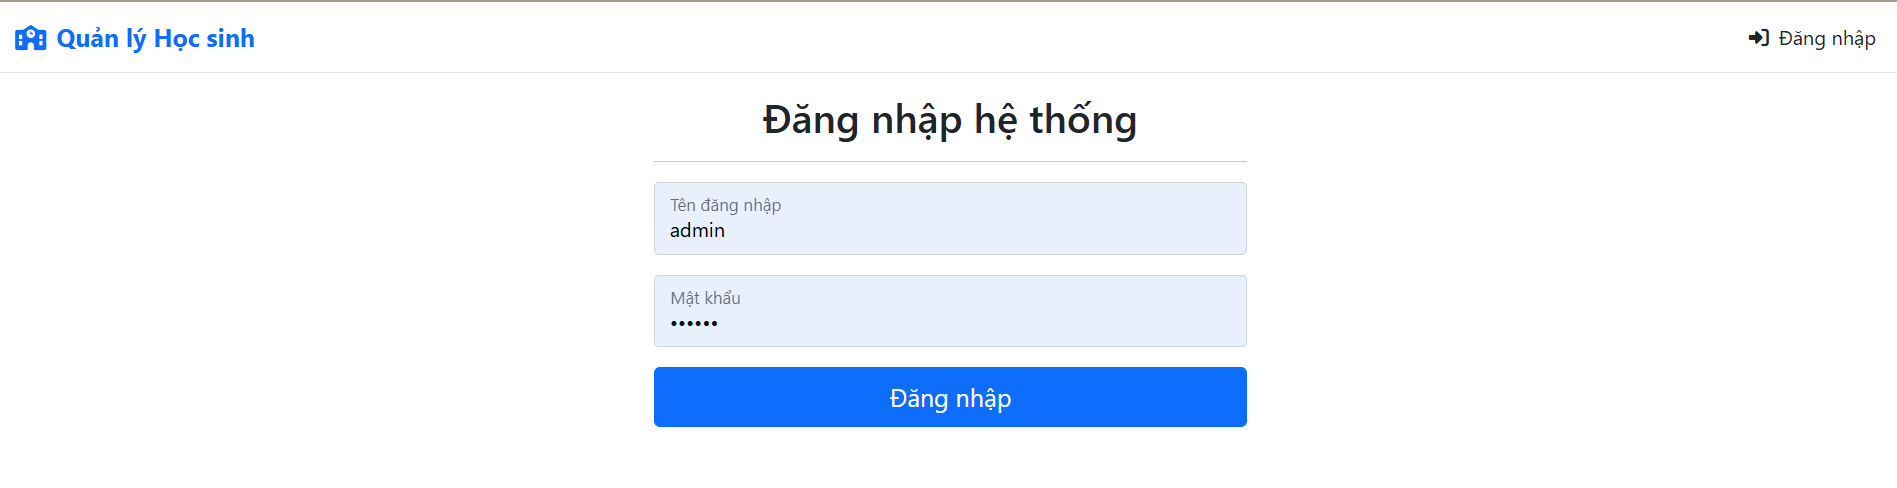 Quản lý Học sinh
Đăng nhập
Đăng nhập hệ thống
Tên đăng nhập
admin
Mật khẩu
••••••
Đăng nhập